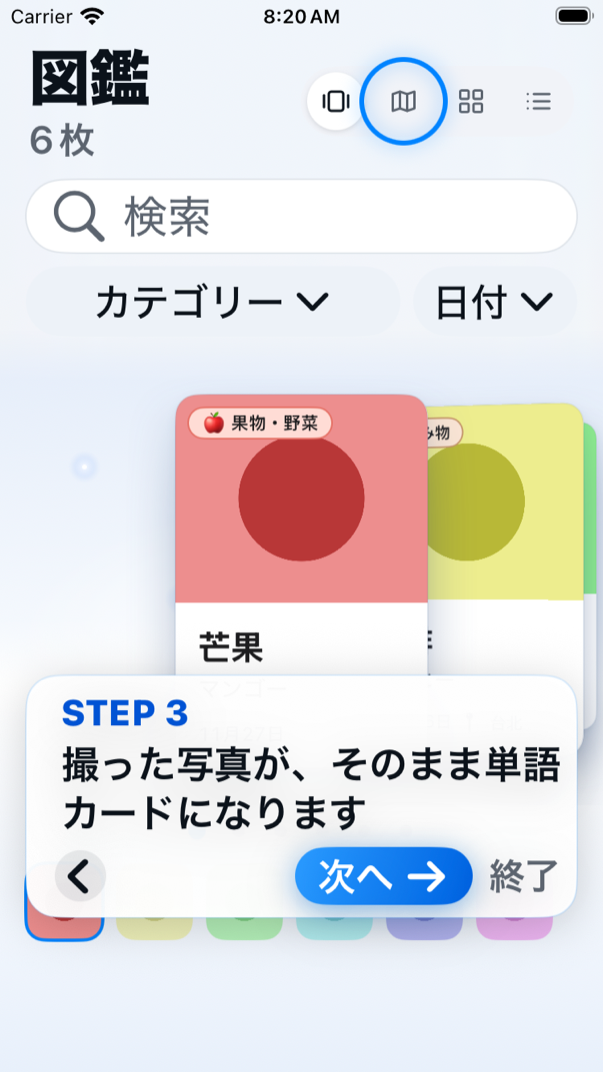 Carrier
8:20 AM
図鑑
6枚
検索
カテゴリー
日付
果物・野菜
み物
芒果
STEP 3
撮った写真が、そのまま単語
カードになります
次へ
終了